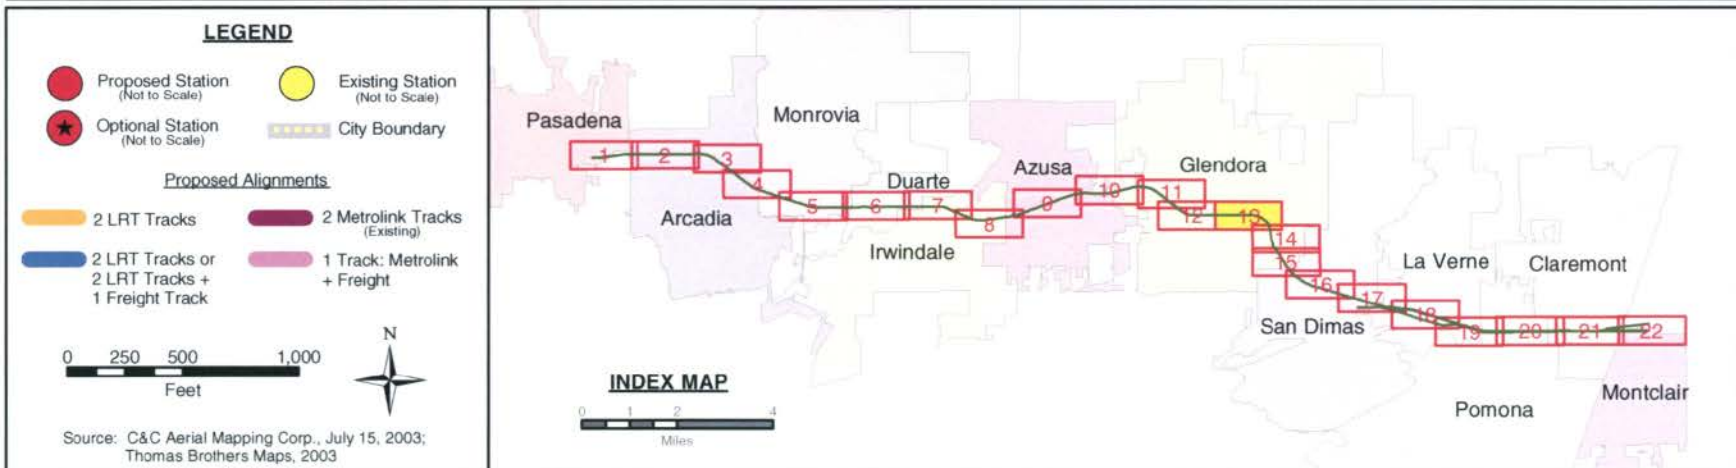 LEGEND
Proposed Station
(Not to Scale)
Existing Station
(Not to Scale)
Optional Station
(Not to Scale)
City Boundary
Proposed Alignments
2 LRT Tracks
2 Metrolink Tracks
(Existing)
2 LRT Tracks or
2 LRT Tracks +
1 Freight Track
1 Track: Metrolink
+ Freight
0 250 500 1,000
Feet
N
Source: C&C Aerial Mapping Corp., July 15, 2003;
Thomas Brothers Maps, 2003
Pasadena
Monrovia
Arcadia
Duarte
Irwindale
Azusa
Glendora
San Dimas
La Verne
Claremont
Pomona
Montclair
1
2
3
4
5
6
7
8
9
10
11
12
13
14
15
16
17
18
19
20
21
22
INDEX MAP
0 1 2 4
Miles